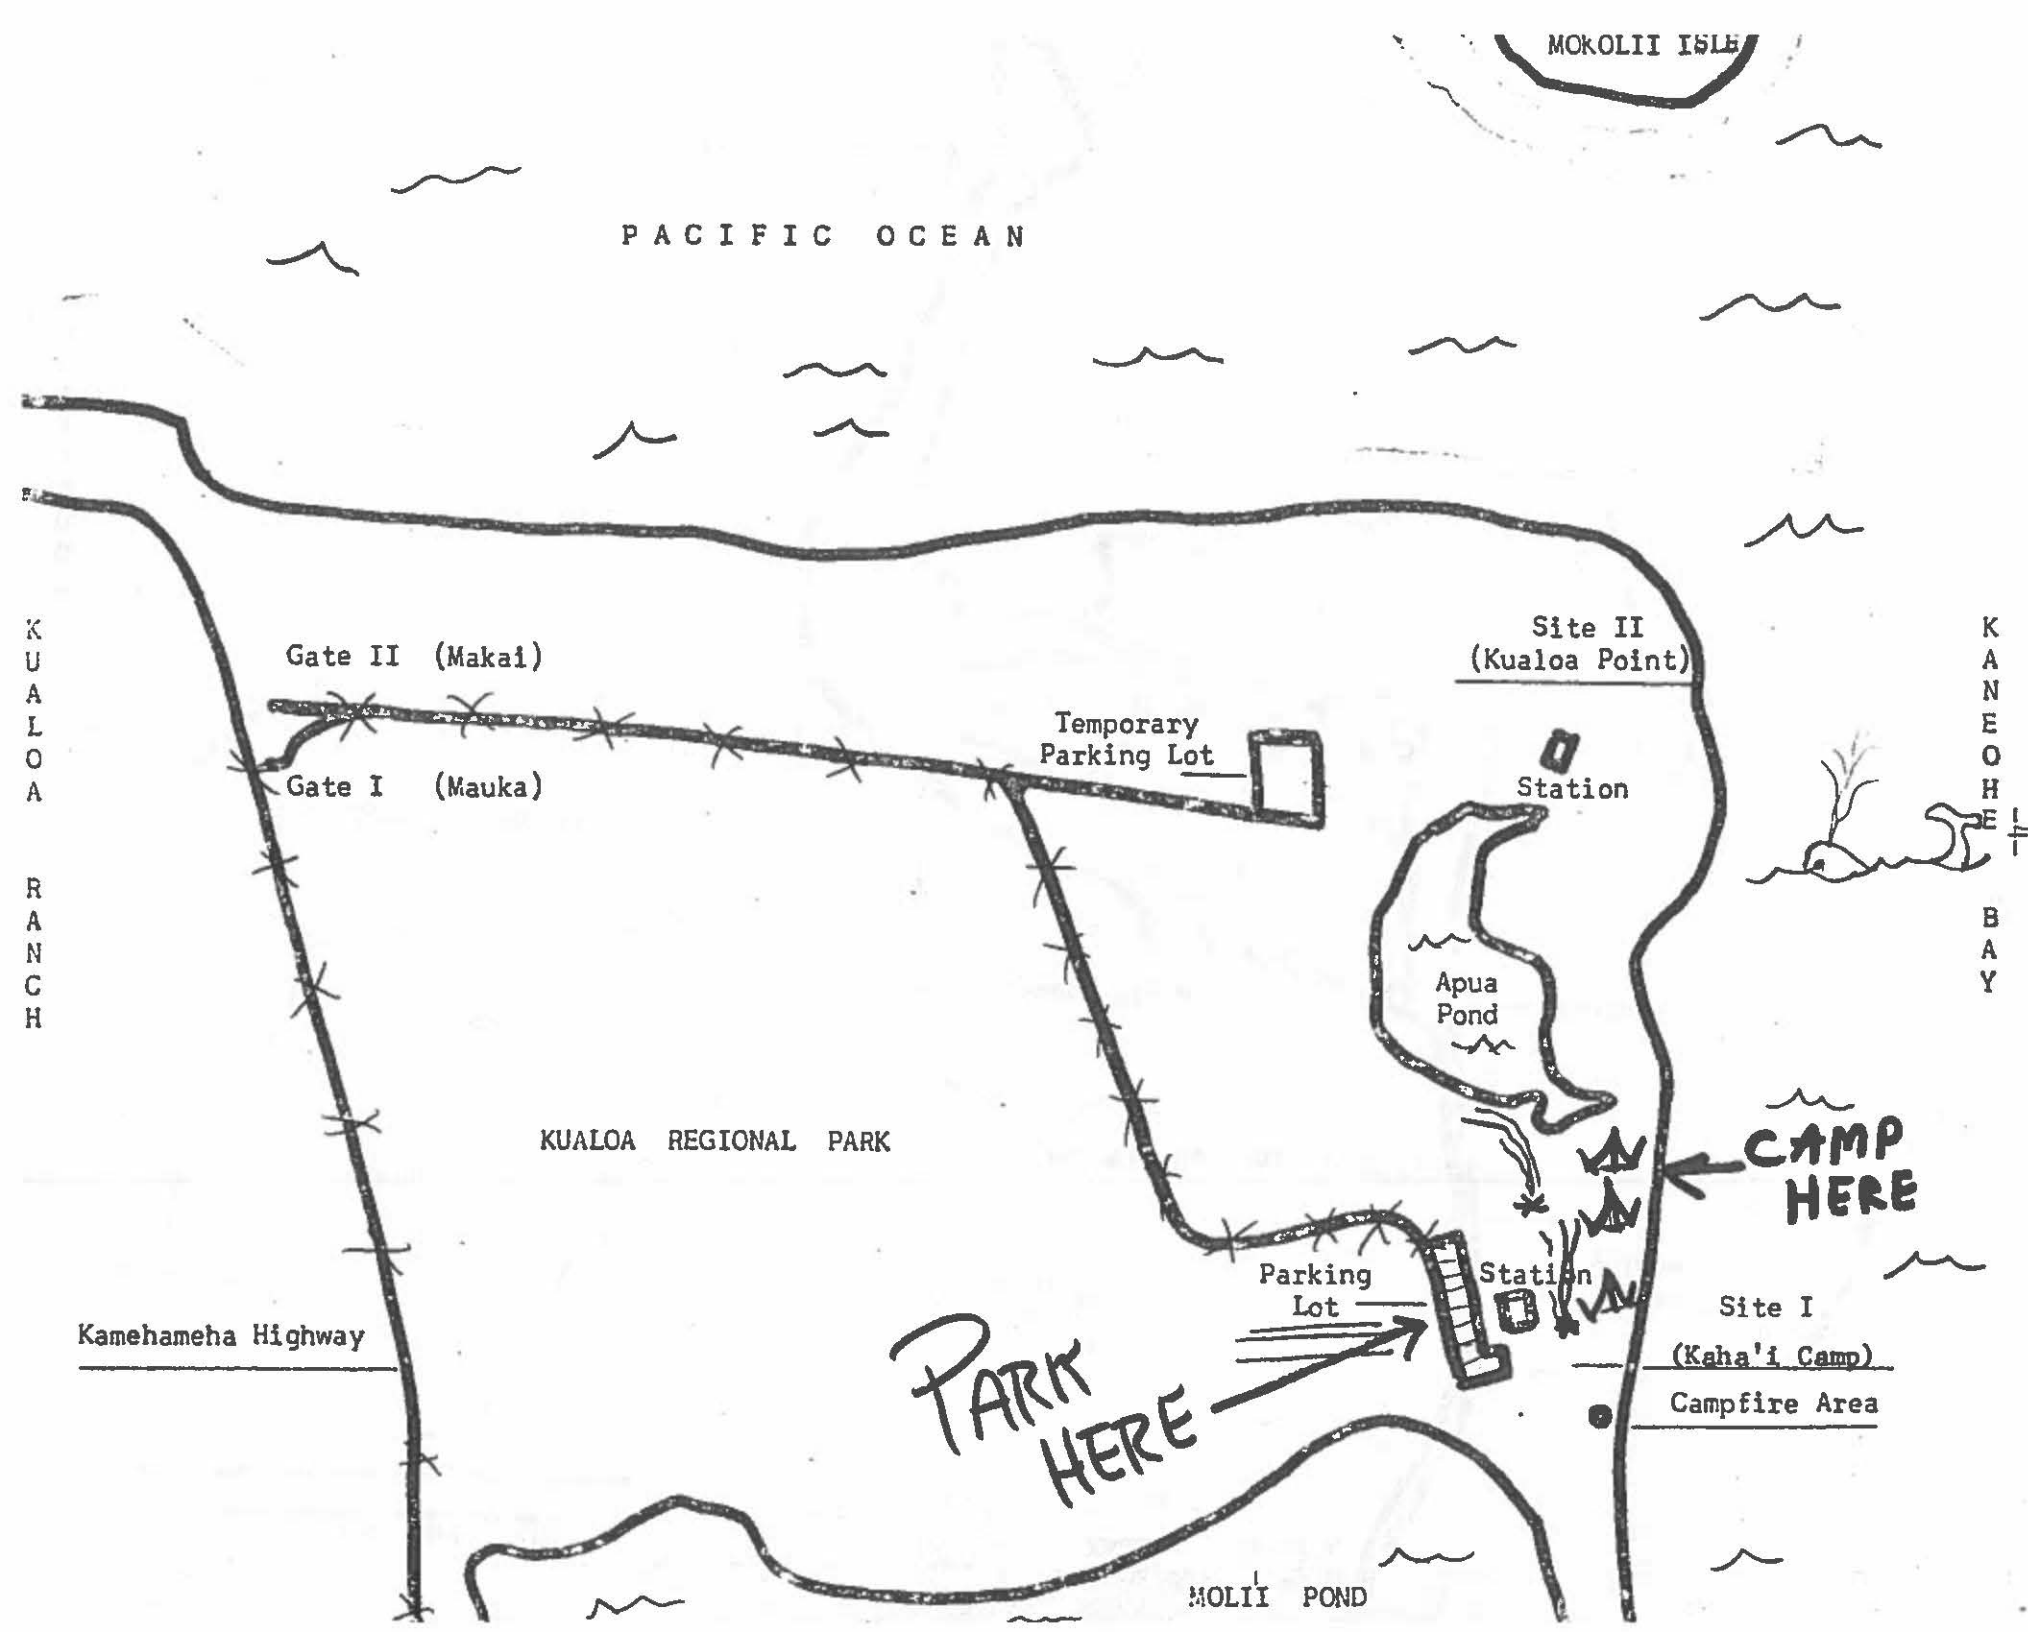 MOKOLII ISLE
PACIFIC OCEAN
KUALOA RANCH
KANEOHE BAY
Gate II (Makai)
Site II
(Kualoa Point)
Temporary
Parking Lot
Station
Gate I (Mauka)
Apua
Pond
KUALOA REGIONAL PARK
CAMP
HERE
Parking
Lot
Station
Site I
(Kaha'i Camp)
Kamehameha Highway
PARK
HERE
Campfire Area
MOLI'I POND